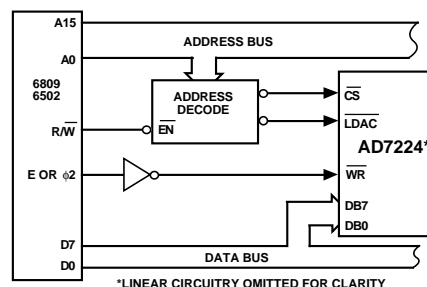 A15
ADDRESS BUS
A0
6809
6502
ADDRESS
DECODE
CS
R/W
EN
LDAC
AD7224*
E OR ϕ2
WR
DB7
DB0
D7
DATA BUS
D0
*LINEAR CIRCUITRY OMITTED FOR CLARITY